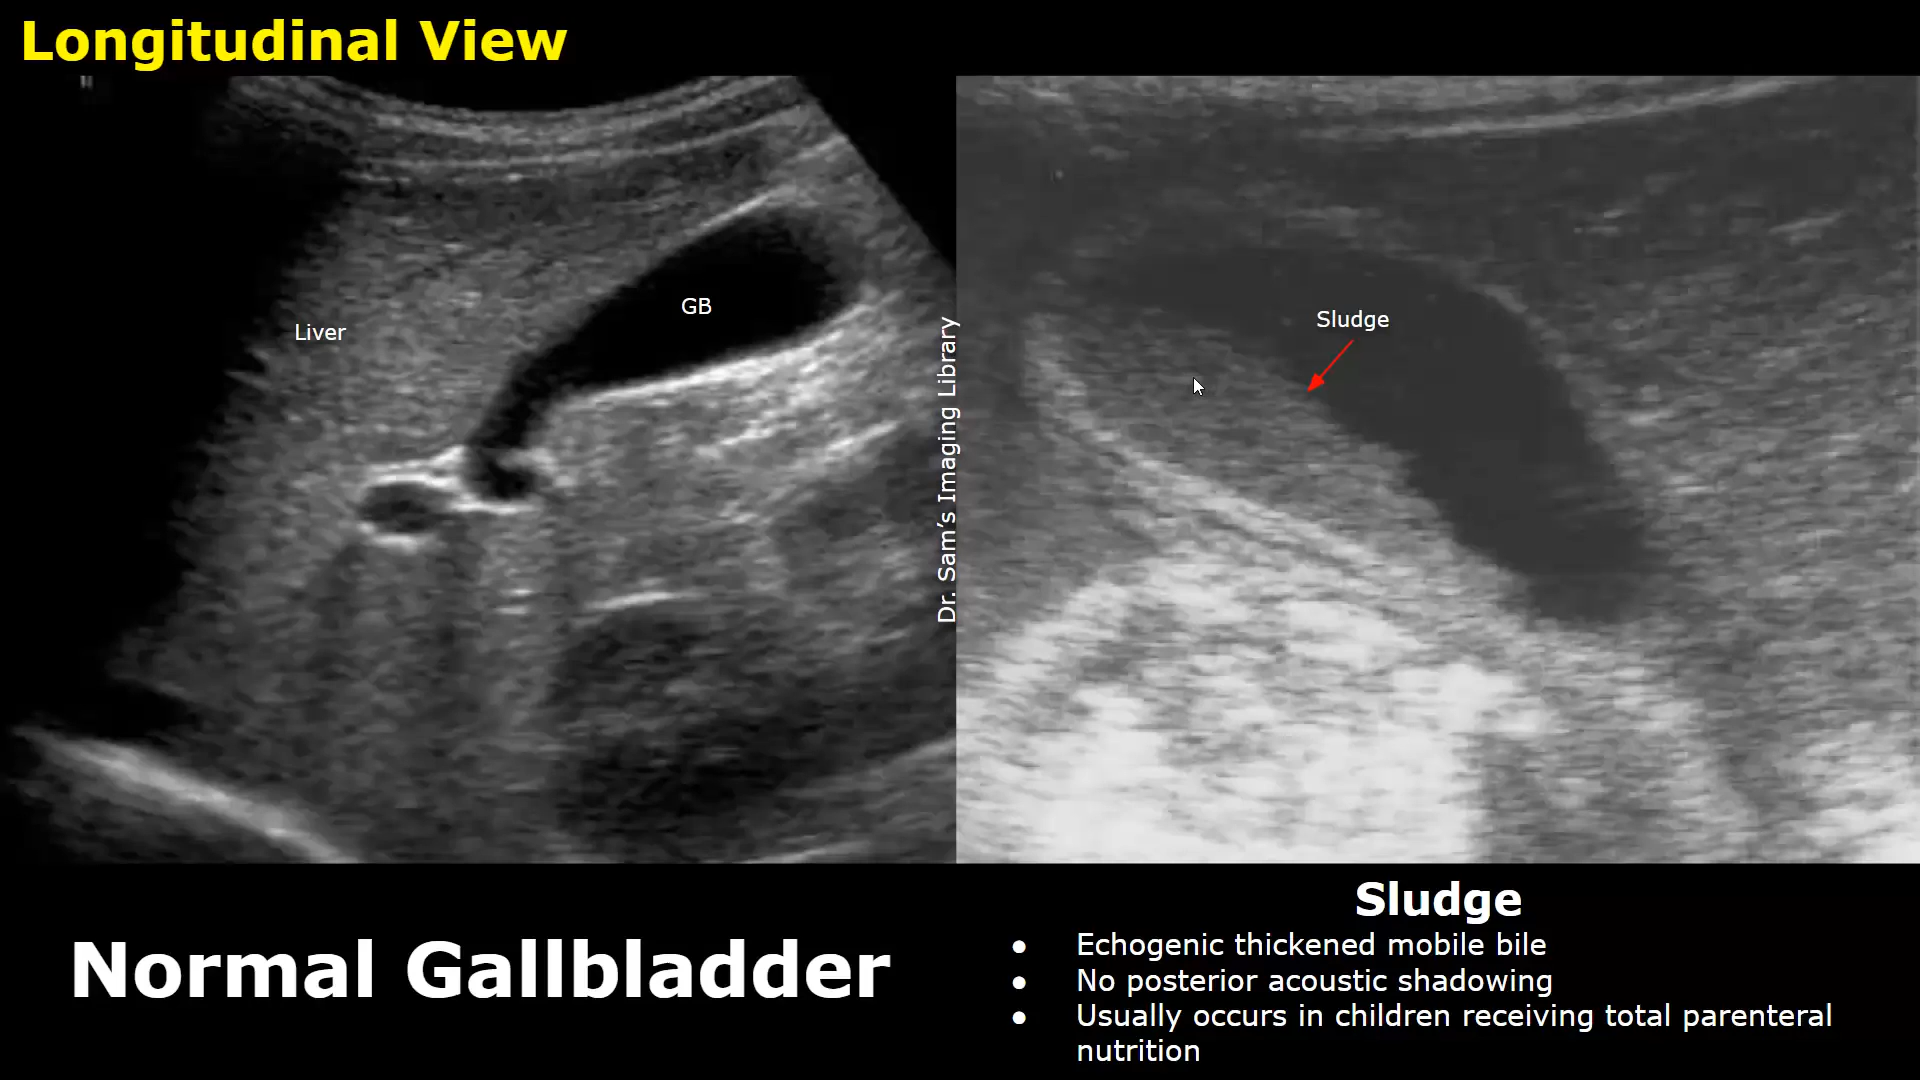 Longitudinal View
Liver
GB
Dr. Sam’s Imaging Library
Sludge
Normal Gallbladder
Sludge
● Echogenic thickened mobile bile
● No posterior acoustic shadowing
● Usually occurs in children receiving total parenteral
nutrition